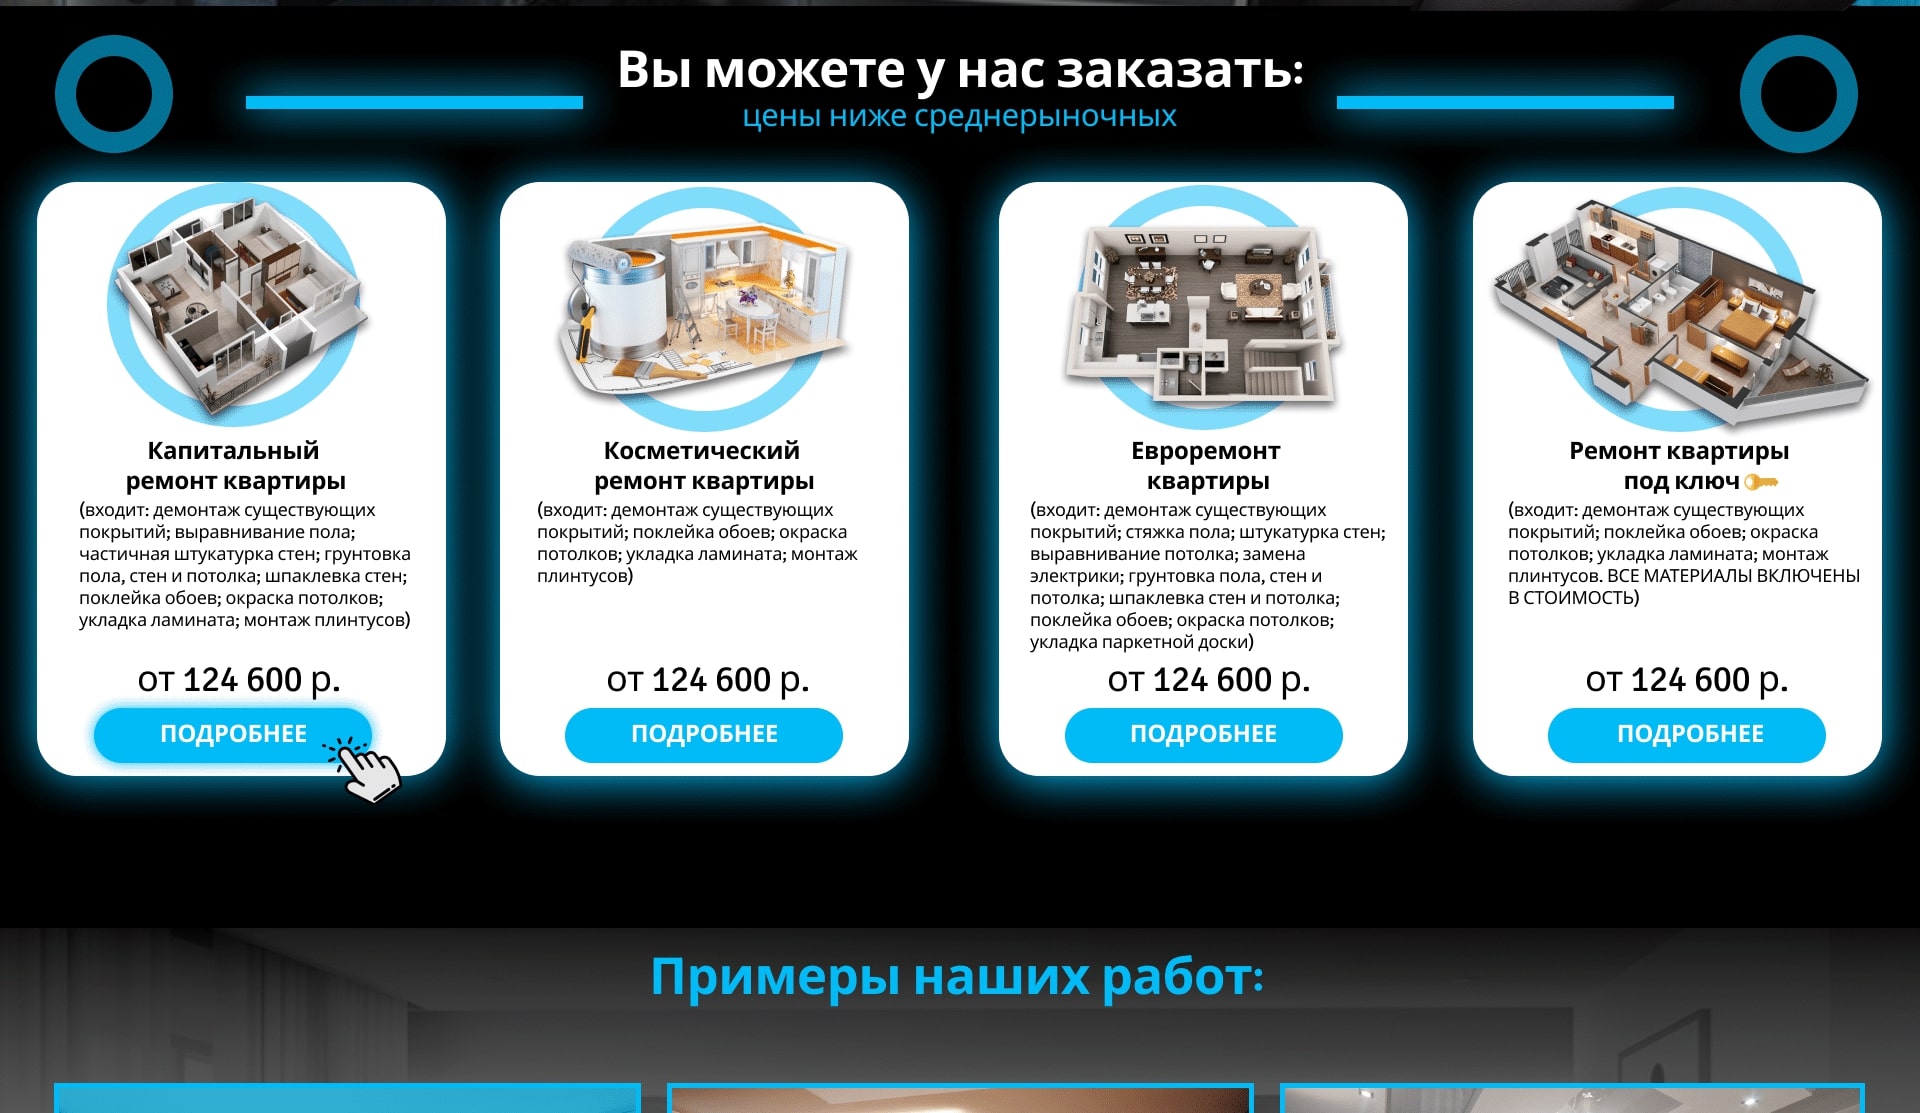 Вы можете у нас заказать:
цены ниже среднерыночных
Капитальный
ремонт квартиры
(входит: демонтаж существующих
покрытий; выравнивание пола;
частичная штукатурка стен; грунтовка
пола, стен и потолка; шпаклевка стен;
поклейка обоев; окраска потолков;
укладка ламината; монтаж плинтусов)
от 124 600 р.
ПОДРОБНЕЕ
Косметический
ремонт квартиры
(входит: демонтаж существующих
покрытий; поклейка обоев; окраска
потолков; укладка ламината; монтаж
плинтусов)
от 124 600 р.
ПОДРОБНЕЕ
Евроремонт
квартиры
(входит: демонтаж существующих
покрытий; стяжка пола; штукатурка стен;
выравнивание потолка; замена
электрики; грунтовка пола, стен и
потолка; шпаклевка стен и потолка;
поклейка обоев; окраска потолков;
укладка паркетной доски)
от 124 600 р.
ПОДРОБНЕЕ
Ремонт квартиры
под ключ
(входит: демонтаж существующих
покрытий; поклейка обоев; окраска
потолков; укладка ламината; монтаж
плинтусов. ВСЕ МАТЕРИАЛЫ ВКЛЮЧЕНЫ
В СТОИМОСТЬ)
от 124 600 р.
ПОДРОБНЕЕ
Примеры наших работ: